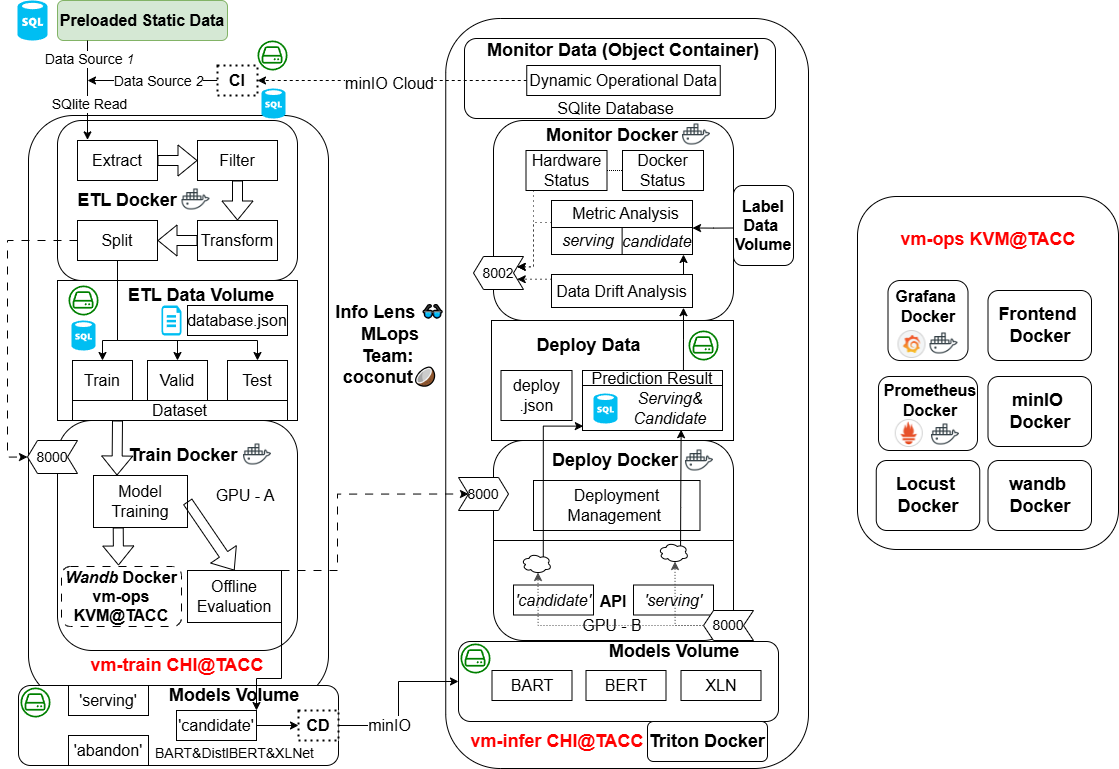 SQL
Preloaded Static Data
Data Source 1
Data Source 2
CI
SQL
minIO Cloud
SQlite Read
Extract
Filter
ETL Docker
Split
Transform
ETL Data Volume
SQL
database.json
Train
Valid
Test
Dataset
8000
Train Docker
Model
Training
GPU - A
Wandb Docker
vm-ops
KVM@TACC
Offline
Evaluation
vm-train CHI@TACC
'serving'
Models Volume
'candidate'
CD
minIO
'abandon'
BART&DistlBERT&XLNet
Info Lens
MLops
Team:
coconut
Monitor Data (Object Container)
Dynamic Operational Data
SQlite Database
Monitor Docker
Hardware
Status
Docker
Status
Metric Analysis
serving
candidate
Label
Data
Volume
8002
Data Drift Analysis
Deploy Data
deploy
.json
Prediction Result
SQL
Serving&
Candidate
Deploy Docker
8000
Deployment
Management
'candidate'
API
'serving'
GPU - B
8000
Models Volume
BART
BERT
XLN
vm-infer CHI@TACC
Triton Docker
vm-ops KVM@TACC
Grafana
Docker
Frontend
Docker
Prometheus
Docker
minIO
Docker
Locust
Docker
wandb
Docker